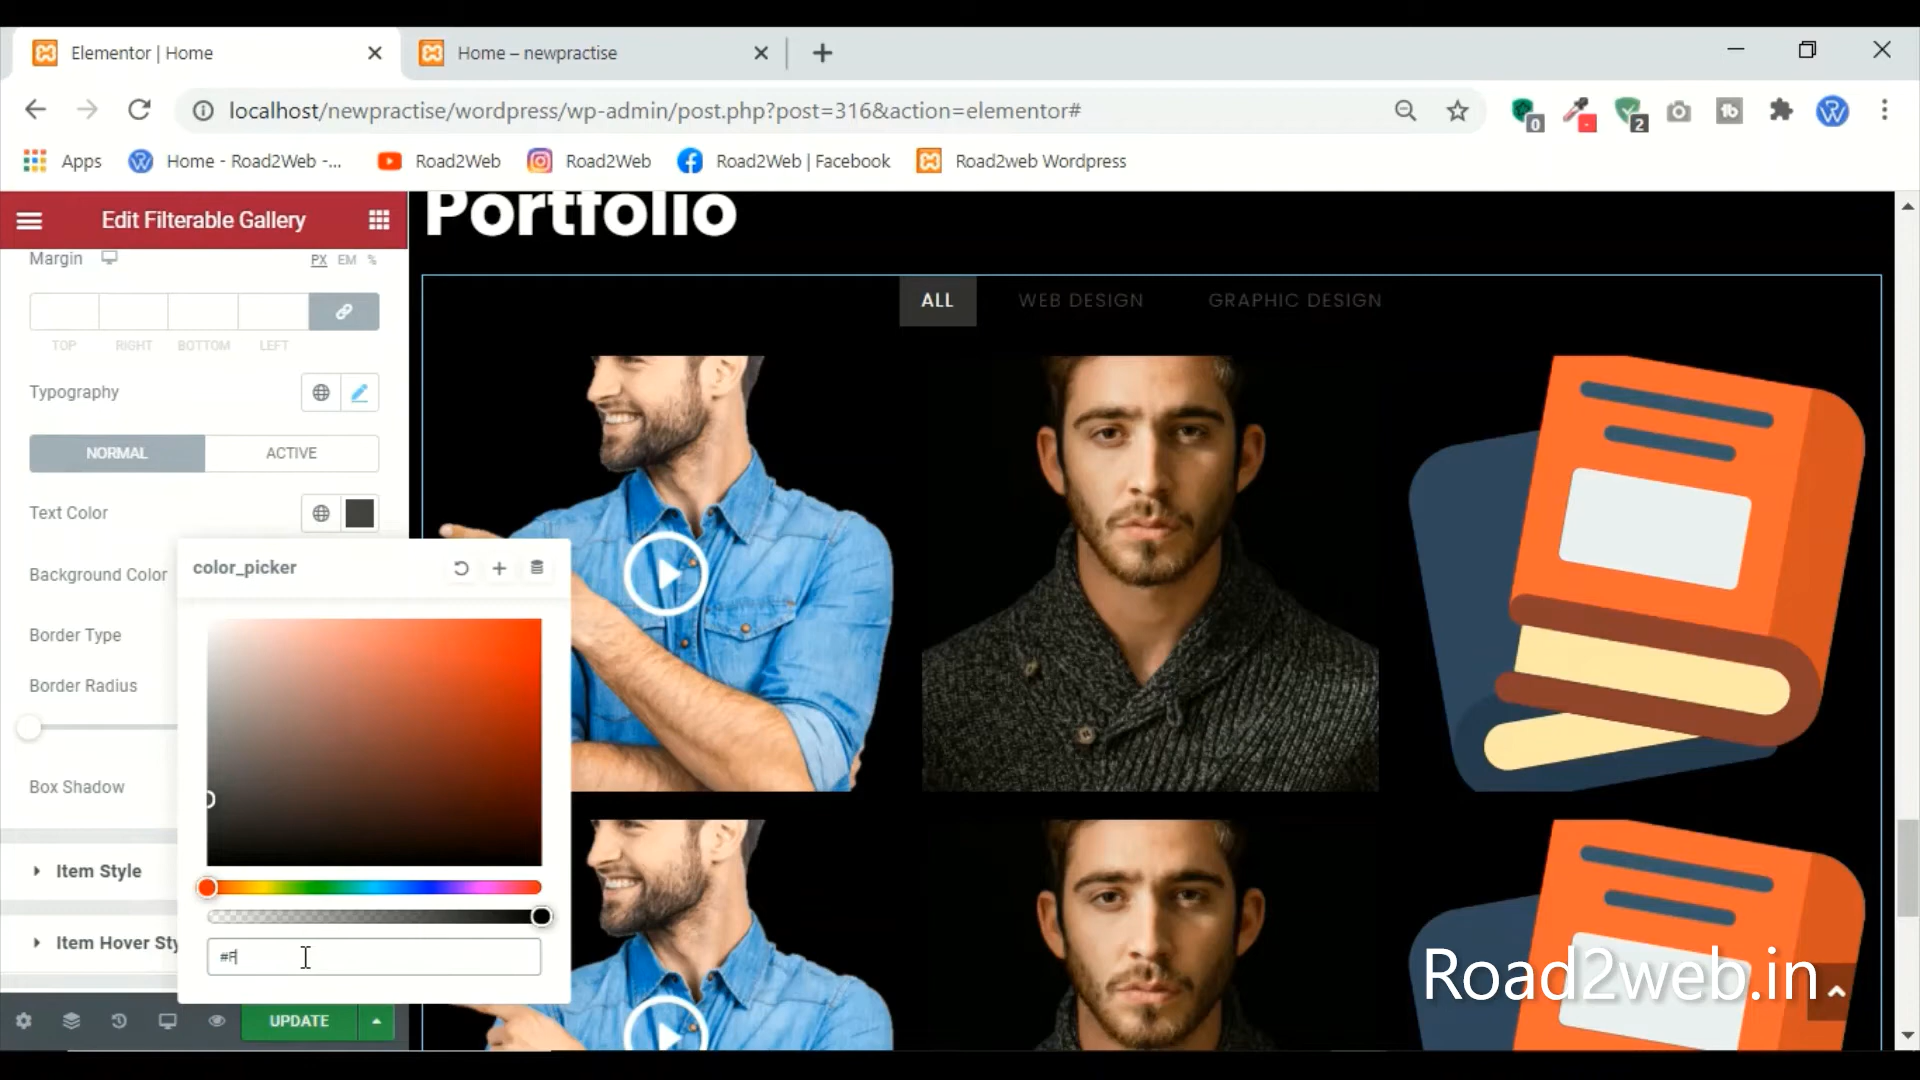 Elementor | Home
Home – newpractise
localhost/newpractise/wordpress/wp-admin/post.php?post=316&action=elementor#
0
2
Apps
Home - Road2Web -...
Road2Web
Road2Web
Road2Web | Facebook
Road2web Wordpress
Edit Filterable Gallery
Portfolio
Margin
PX EM %
ALL
WEB DESIGN
GRAPHIC DESIGN
TOP RIGHT BOTTOM LEFT
Typography
NORMAL
ACTIVE
Text Color
color_picker
Background Color
Border Type
Border Radius
Box Shadow
Item Style
Item Hover Sty
#F
UPDATE
Road2web.in